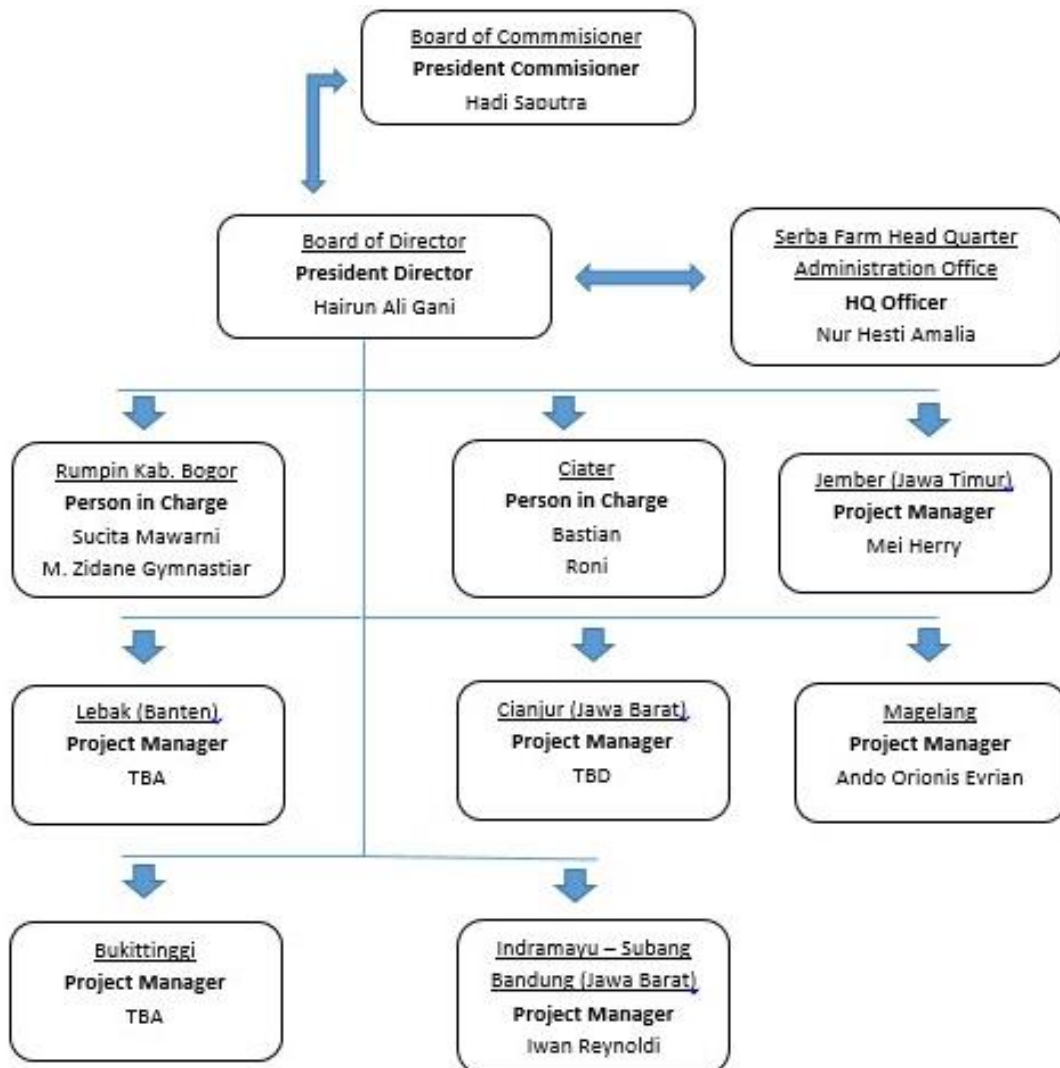 Board of Commmisioner
President Commisioner
Hadi Saputra
Board of Director
President Director
Hairun Ali Gani
Serba Farm Head Quarter
Administration Office
HQ Officer
Nur Hesti Amalia
Rumpin Kab. Bogor
Person in Charge
Sucita Mawarni
M. Zidane Gymnastiar
Ciater
Person in Charge
Bastian
Roni
Jember (Jawa Timur)
Project Manager
Mei Herry
Lebak (Banten)
Project Manager
TBA
Cianjur (Jawa Barat)
Project Manager
TBD
Magelang
Project Manager
Ando Orionis Evrian
Bukittinggi
Project Manager
TBA
Indramayu – Subang
Bandung (Jawa Barat)
Project Manager
Iwan Reynoldi